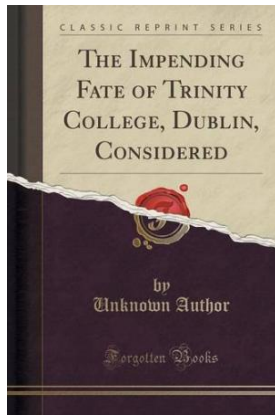 CLASSIC REPRINT SERIES
THE IMPENDING
FATE OF TRINITY
COLLEGE, DUBLIN,
CONSIDERED
by
Unknown Author
Forgotten Books